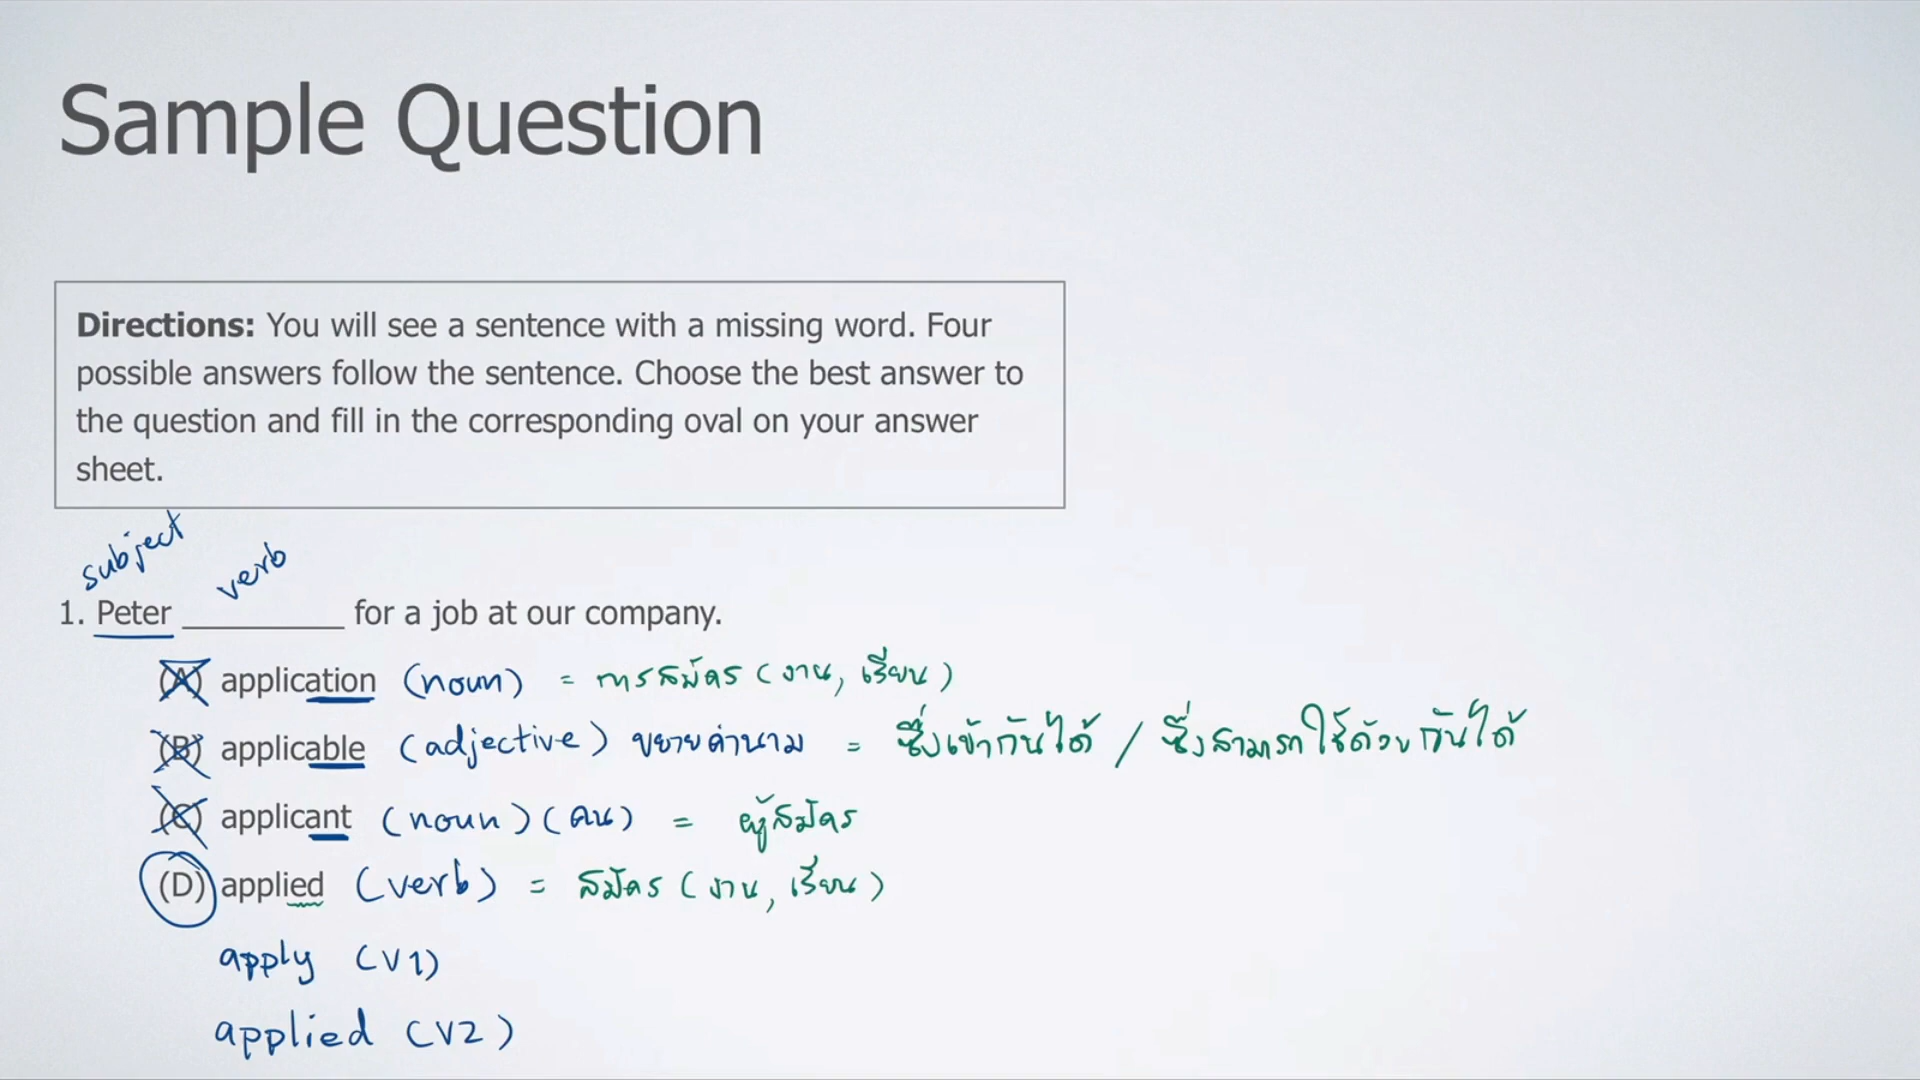 Sample Question
Directions: You will see a sentence with a missing word. Four
possible answers follow the sentence. Choose the best answer to
the question and fill in the corresponding oval on your answer
sheet.
subject verb
1. Peter _________ for a job at our company.
(A) application (noun) = การสมัคร (งาน, เรียน)
(B) applicable (adjective) ขยายคำนาม = ซึ่งเข้ากันได้ / ซึ่งสามารถใช้ด้วยกันได้
(C) applicant (noun) (คน) = ผู้สมัคร
(D) applied (verb) = สมัคร (งาน, เรียน)
apply (V1)
applied (V2)